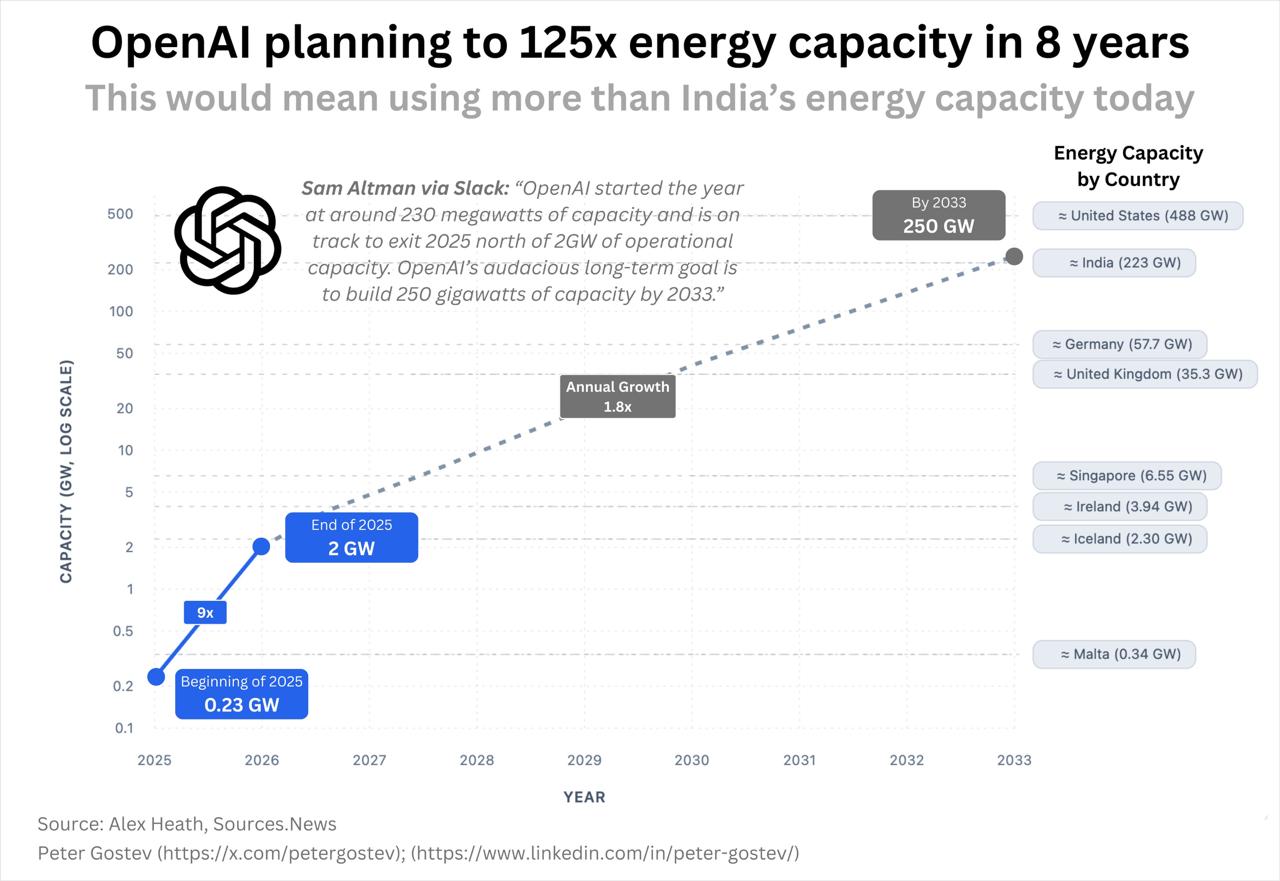 OpenAI planning to 125x energy capacity in 8 years
This would mean using more than India’s energy capacity today
Energy Capacity
by Country
Sam Altman via Slack: “OpenAI started the year
at around 230 megawatts of capacity and is on
track to exit 2025 north of 2GW of operational
capacity. OpenAI’s audacious long-term goal is
to build 250 gigawatts of capacity by 2033.”
By 2033
250 GW
≈ United States (488 GW)
≈ India (223 GW)
≈ Germany (57.7 GW)
≈ United Kingdom (35.3 GW)
≈ Singapore (6.55 GW)
≈ Ireland (3.94 GW)
≈ Iceland (2.30 GW)
≈ Malta (0.34 GW)
CAPACITY (GW, LOG SCALE)
500
200
100
50
20
10
5
2
1
0.5
0.2
0.1
Annual Growth
1.8x
End of 2025
2 GW
9x
Beginning of 2025
0.23 GW
2025 2026 2027 2028 2029 2030 2031 2032 2033
YEAR
Source: Alex Heath, Sources.News
Peter Gostev (https://x.com/petergostev); (https://www.linkedin.com/in/peter-gostev/)